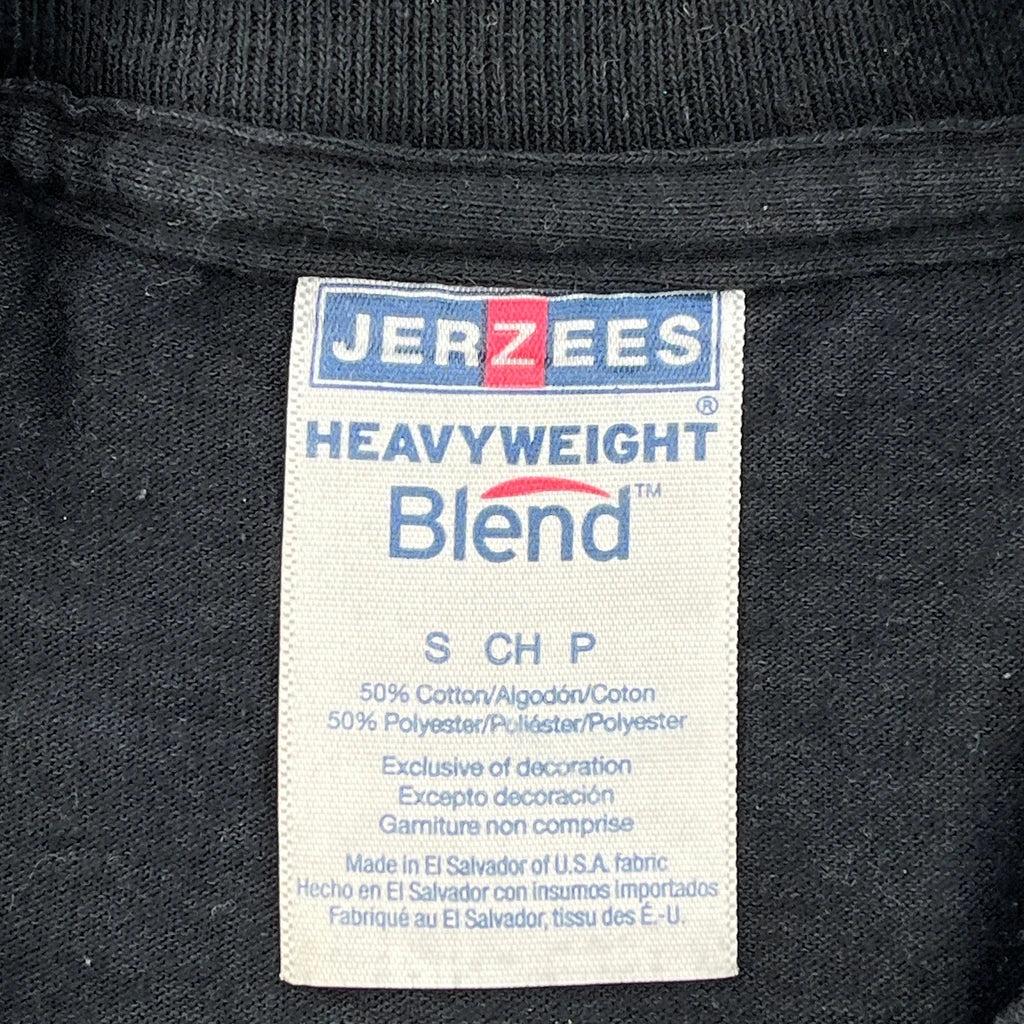 JERZEES
®
HEAVYWEIGHT
Blend™
S CH P
50% Cotton/Algodón/Coton
50% Polyester/Poliéster/Polyester
Exclusive of decoration
Excepto decoración
Garniture non comprise
Made in El Salvador of U.S.A. fabric
Hecho en El Salvador con insumos importados
Fabriqué au El Salvador, tissu des É.-U.